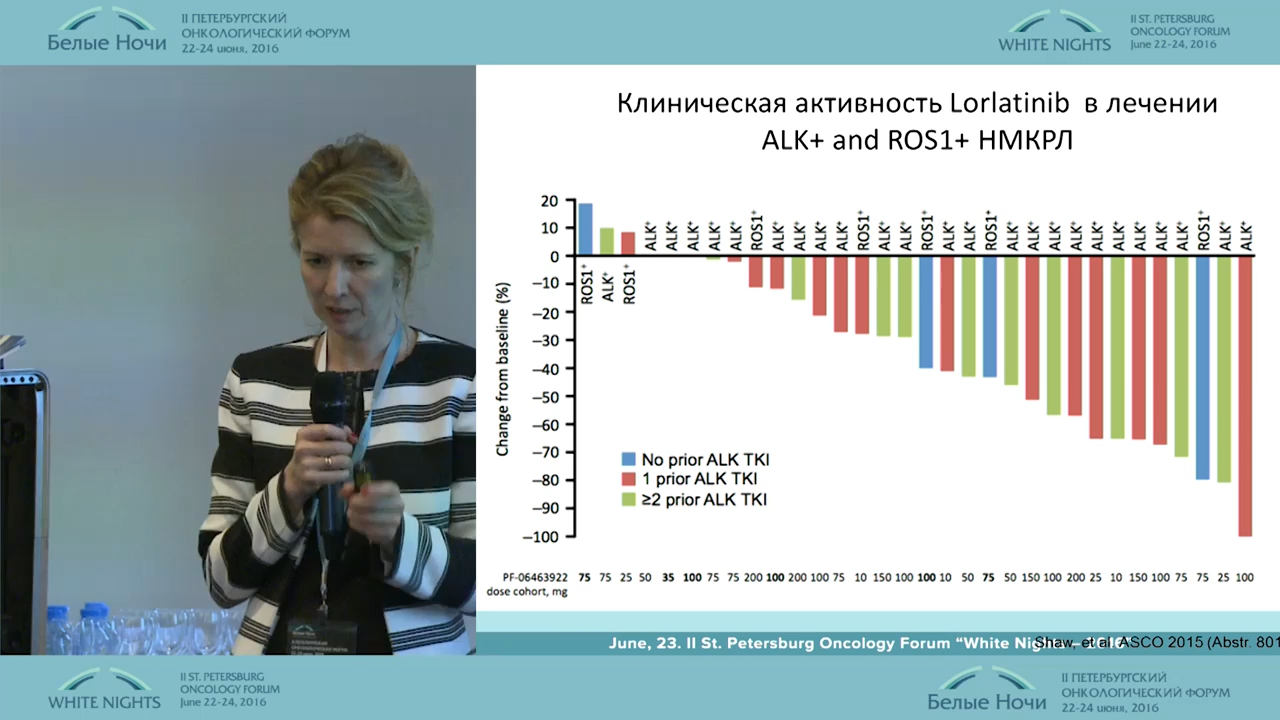 II ПЕТЕРБУРГСКИЙ
ОНКОЛОГИЧЕСКИЙ ФОРУМ
Белые Ночи
22-24 июня, 2016
II ST. PETERSBURG
ONCOLOGY FORUM
WHITE NIGHTS
June 22-24, 2016
Клиническая активность Lorlatinib в лечении
ALK+ and ROS1+ НМКРЛ
Change from baseline (%)
20
10
0
−10
−20
−30
−40
−50
−60
−70
−80
−90
−100
ROS1+ ALK+ ROS1+ ALK+ ALK+ ALK+ ALK+ ALK+ ROS1+ ALK+ ALK+ ALK+ ALK+ ROS1+ ALK+ ALK+ ROS1+ ALK+ ALK+ ROS1+ ALK+ ALK+ ALK+ ALK+ ALK+ ALK+ ALK+ ALK+ ALK+ ROS1+ ALK+ ALK+
No prior ALK TKI
1 prior ALK TKI
≥2 prior ALK TKI
PF-06463922 75 75 25 50 35 100 75 75 200 100 200 100 75 10 150 100 100 10 50 75 50 150 100 200 25 10 150 100 75 75 25 100
dose cohort, mg
June, 23. II St. Petersburg Oncology Forum “White Nights
Shaw, et al ASCO 2015 (Abstr. 801
II ST. PETERSBURG
ONCOLOGY FORUM
WHITE NIGHTS
June 22-24, 2016
II ПЕТЕРБУРГСКИЙ
ОНКОЛОГИЧЕСКИЙ ФОРУМ
Белые Ночи
22-24 июня, 2016